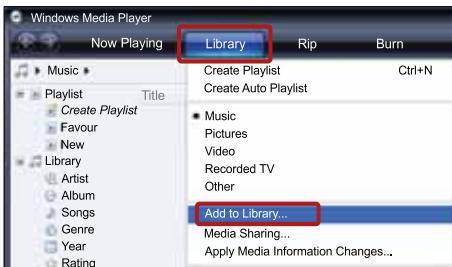 Windows Media Player
Now Playing Library Rip Burn
Music
Playlist Title
Create Playlist
Favour
New
Library
Artist
Album
Songs
Genre
Year
Rating
Create Playlist Ctrl+N
Create Auto Playlist
Music
Pictures
Video
Recorded TV
Other
Add to Library...
Media Sharing...
Apply Media Information Changes...